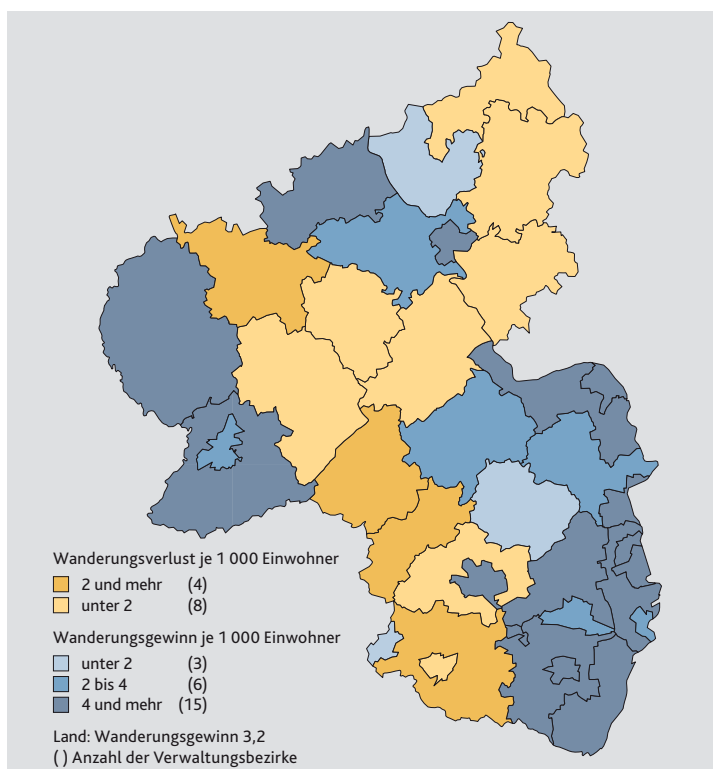 Wanderungsverlust je 1 000 Einwohner
2 und mehr (4)
unter 2 (8)
Wanderungsgewinn je 1 000 Einwohner
unter 2 (3)
2 bis 4 (6)
4 und mehr (15)
Land: Wanderungsgewinn 3,2
( ) Anzahl der Verwaltungsbezirke